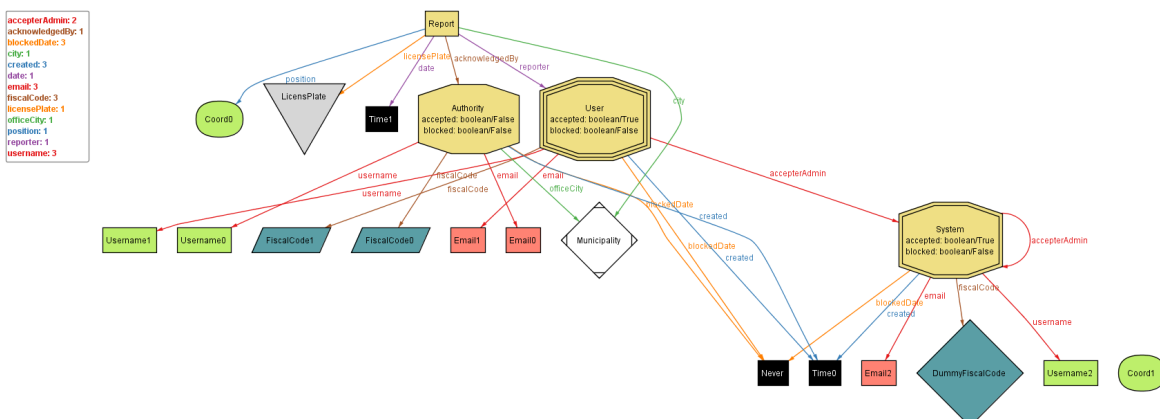 accepterAdmin: 2
acknowledgedBy: 1
blockedDate: 3
city: 1
created: 3
date: 1
email: 3
fiscalCode: 3
licensePlate: 1
officeCity: 1
position: 1
reporter: 1
username: 3
Report
licensePlate
acknowledgedBy
date
reporter
position
city
LicensPlate
Coord0
Time1
Authority
accepted: boolean/False
blocked: boolean/False
User
accepted: boolean/True
blocked: boolean/False
username
username
fiscalCode
fiscalCode
email
email
officeCity
accepterAdmin
blockedDate
created
blockedDate
created
Username1
Username0
FiscalCode1
FiscalCode0
Email1
Email0
Municipality
System
accepted: boolean/True
blocked: boolean/False
accepterAdmin
blockedDate
created
email
fiscalCode
username
Never
Time0
Email2
DummyFiscalCode
Username2
Coord1